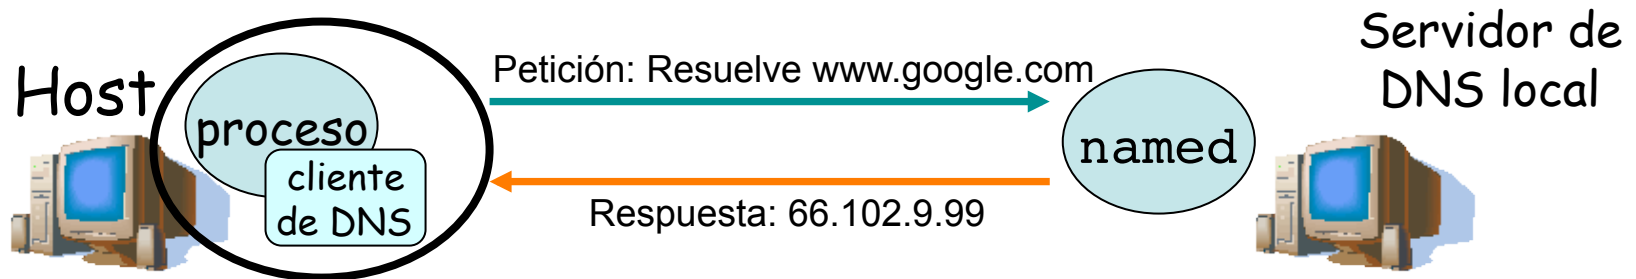 Host
proceso
cliente
de DNS
Petición: Resuelve www.google.com
Respuesta: 66.102.9.99
named
Servidor de
DNS local